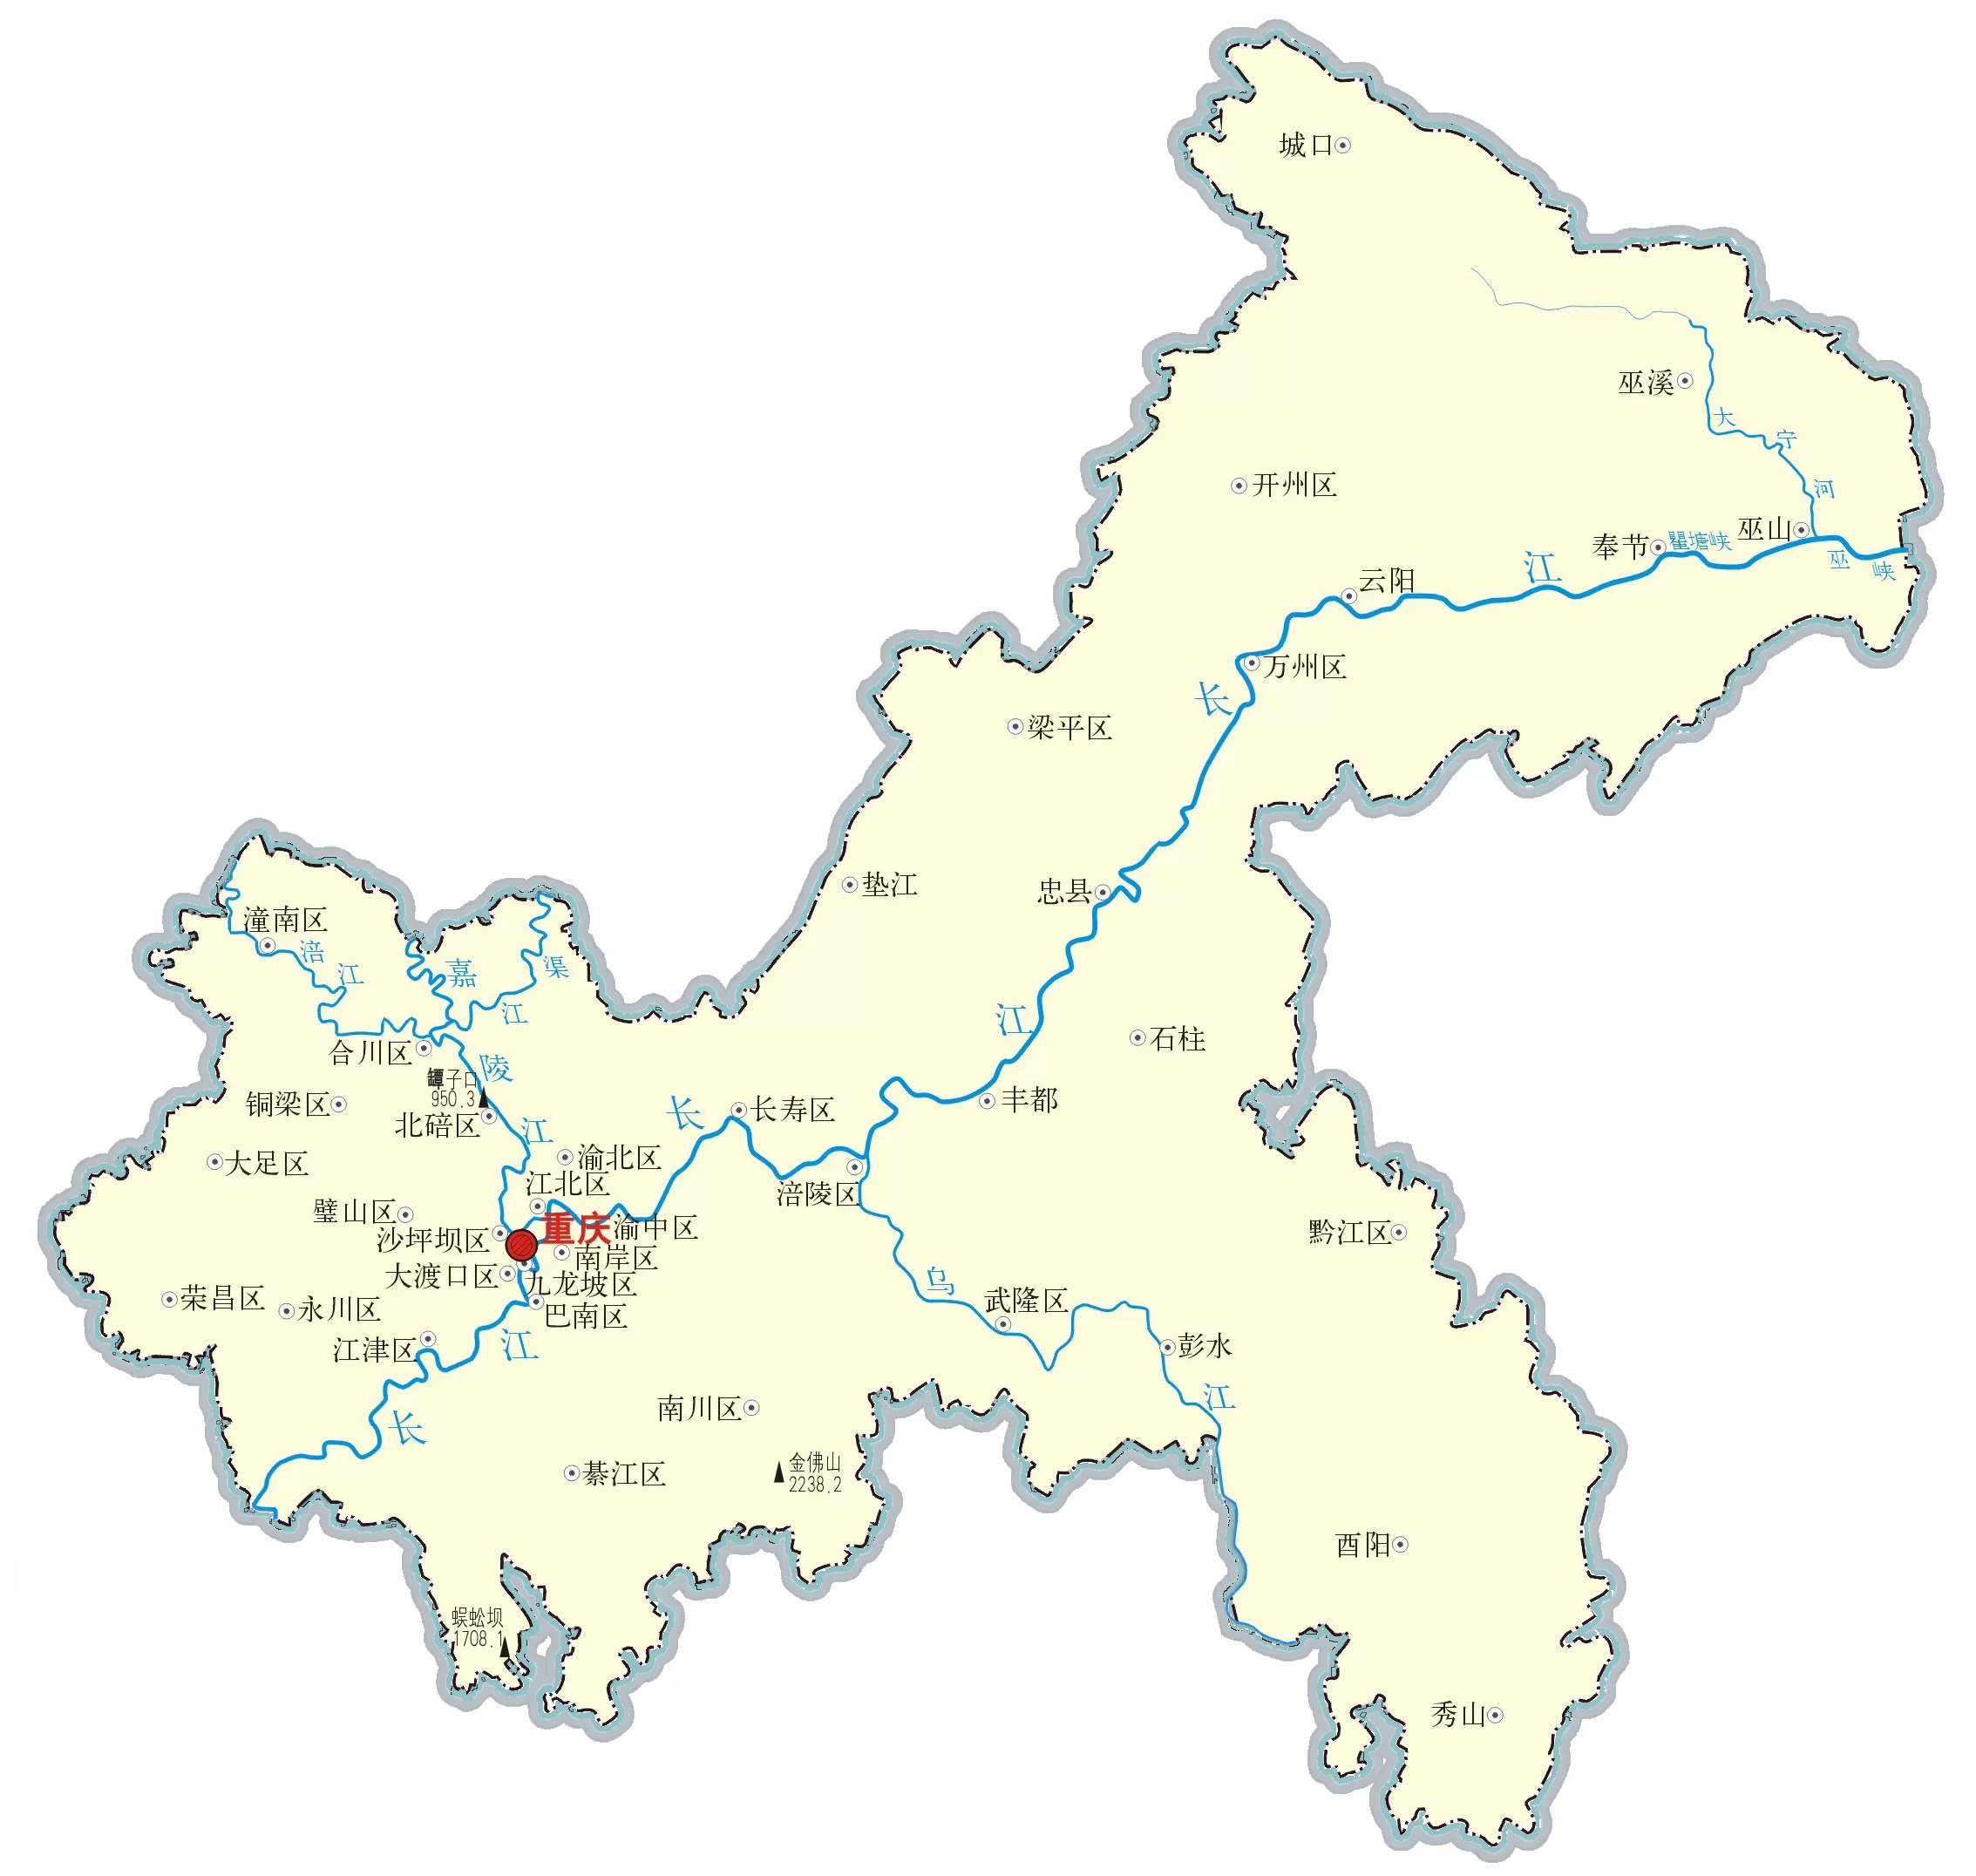 城口
巫溪
大
宁
河
开州区
巫山
瞿塘峡
奉节
巫
峡
江
云阳
万州区
长
梁平区
垫江
忠县
潼南区
涪
江
嘉
渠
江
江
石柱
合川区
陵
罈子口
950.3
铜梁区
北碚区
长
长寿区
丰都
江
渝北区
大足区
江北区
涪陵区
璧山区
重庆
渝中区
沙坪坝区
南岸区
黔江区
大渡口区
九龙坡区
乌
荣昌区
永川区
巴南区
武隆区
江津区
江
彭水
江
南川区
长
綦江区
金佛山
2238.2
酉阳
蜈蚣坝
1708.1
秀山